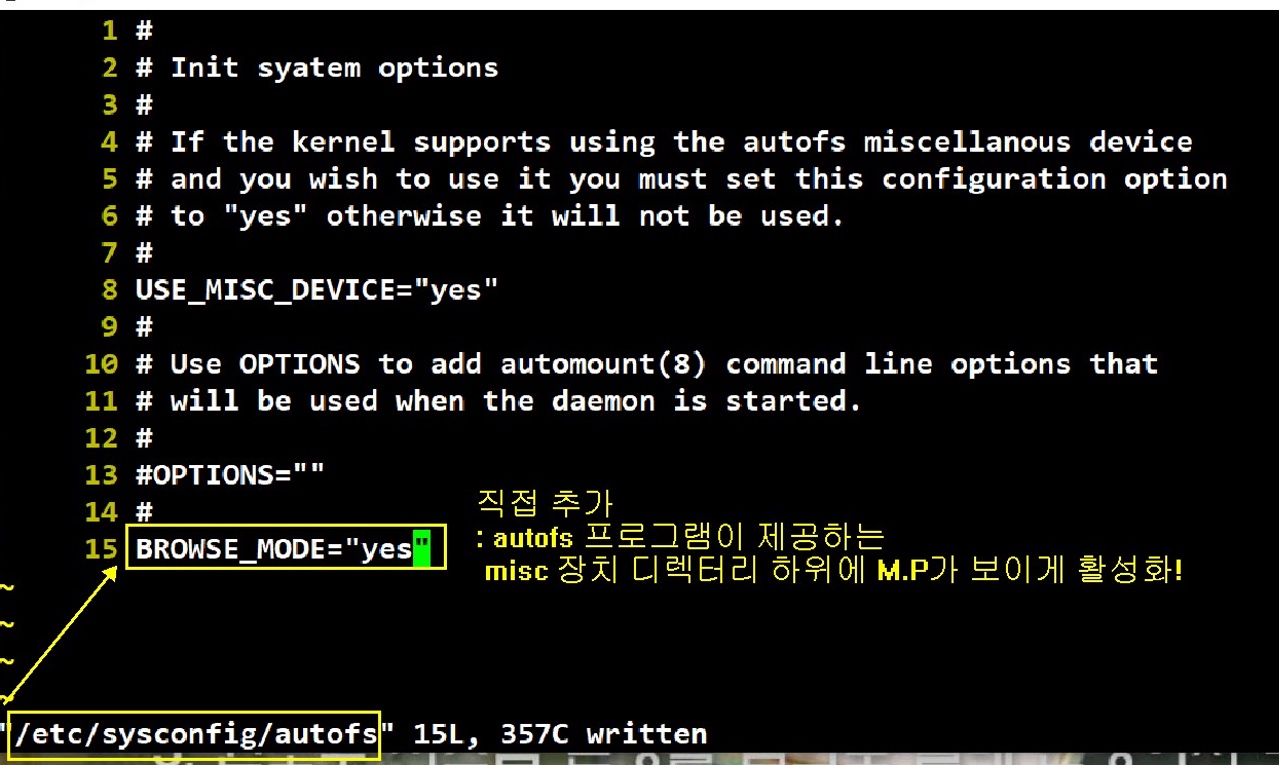 1 #
2 # Init syatem options
3 #
4 # If the kernel supports using the autofs miscellanous device
5 # and you wish to use it you must set this configuration option
6 # to "yes" otherwise it will not be used.
7 #
8 USE_MISC_DEVICE="yes"
9 #
10 # Use OPTIONS to add automount(8) command line options that
11 # will be used when the daemon is started.
12 #
13 #OPTIONS=""
14 #
15 BROWSE_MODE="yes"
직접 추가
: autofs 프로그램이 제공하는
misc 장치 디렉터리 하위에 M.P가 보이게 활성화!
~
~
~
~
"/etc/sysconfig/autofs" 15L, 357C written